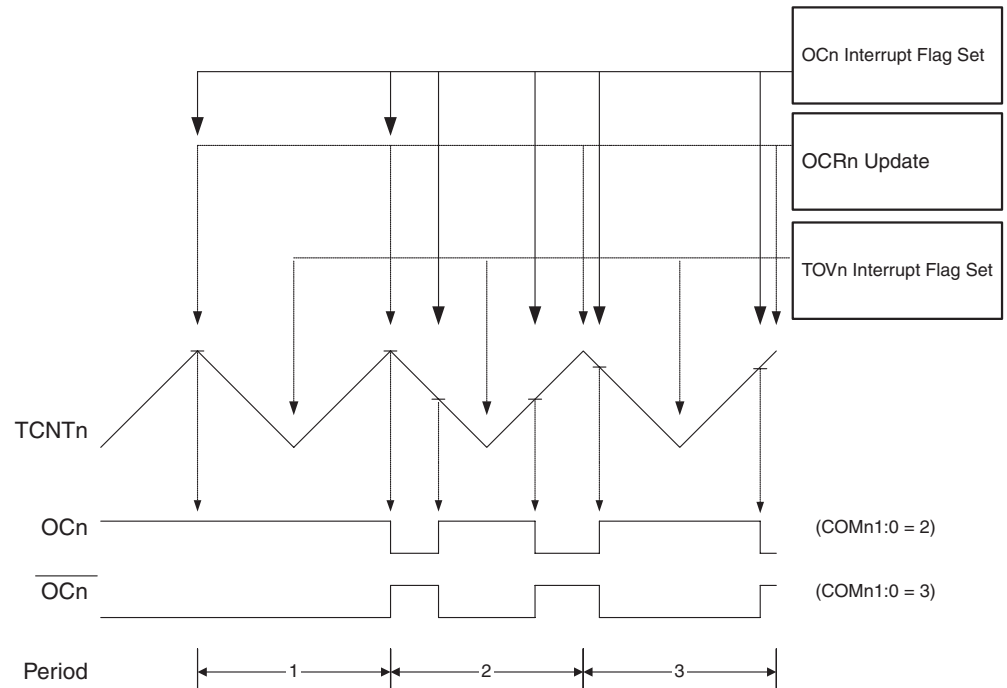 OCn Interrupt Flag Set
OCRn Update
TOVn Interrupt Flag Set
TCNTn
OCn
(COMn1:0 = 2)
OCn
(COMn1:0 = 3)
Period
1
2
3